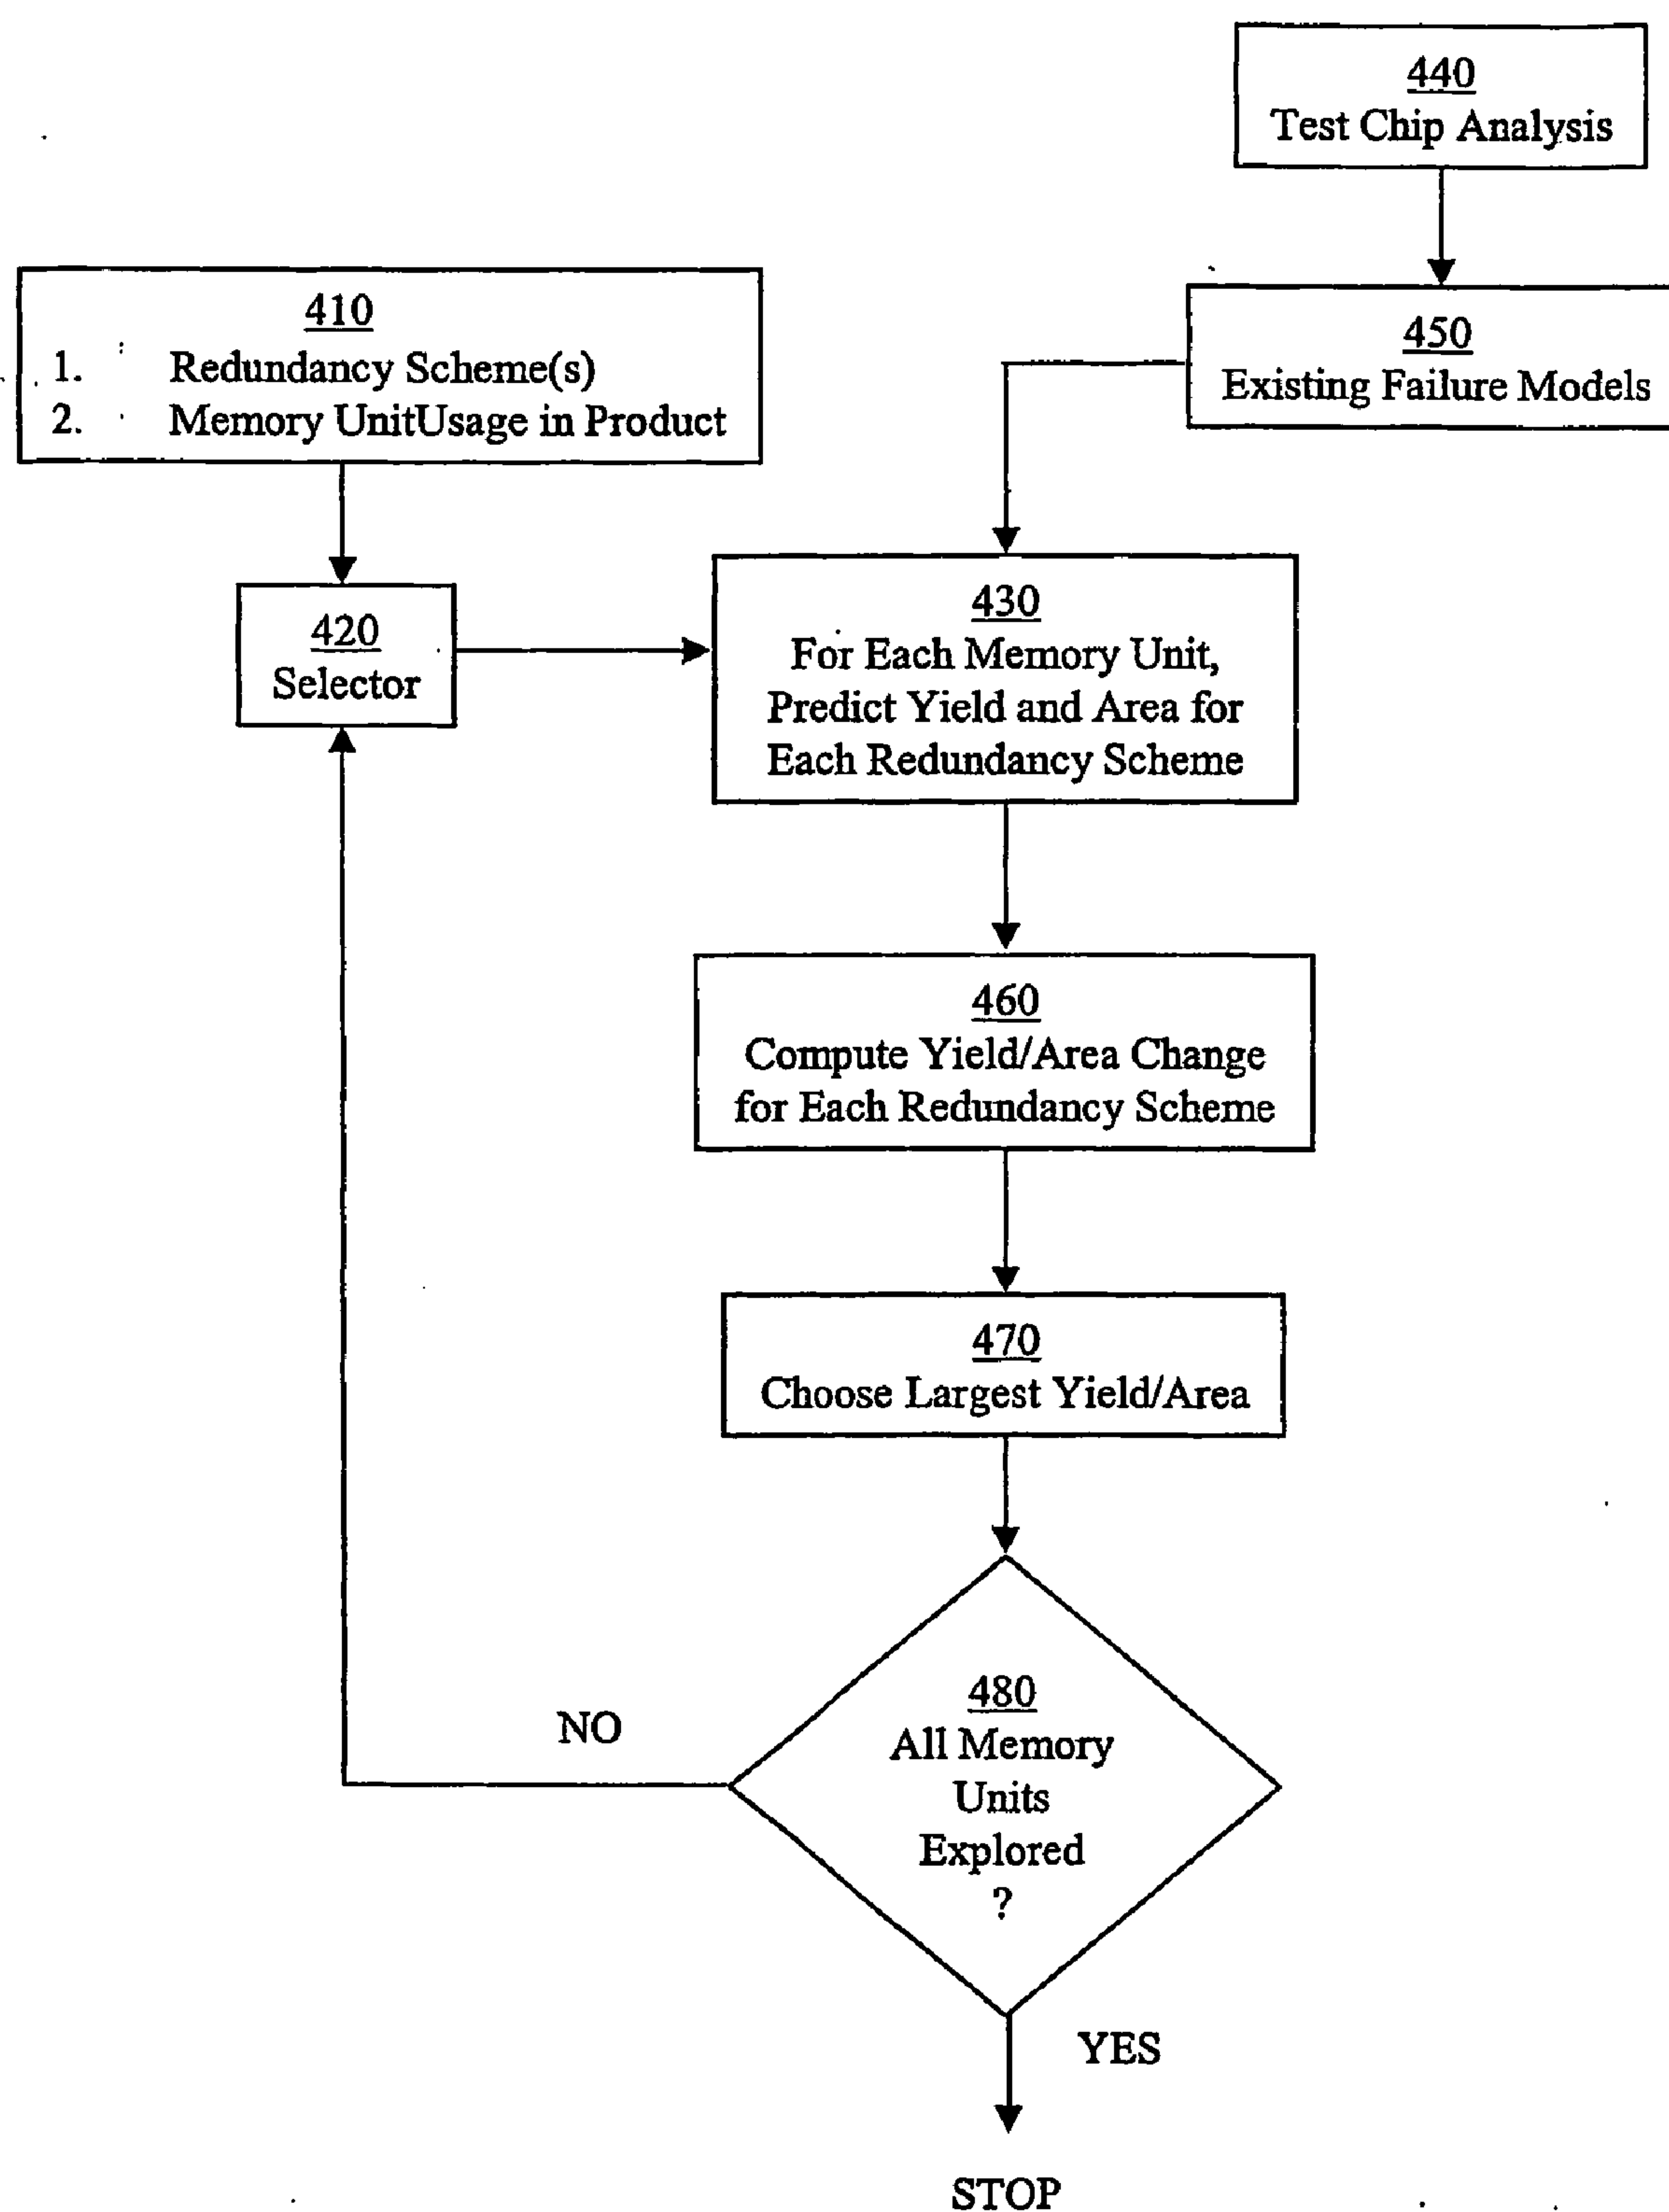 440
Test Chip Analysis
410
1. Redundancy Scheme(s)
2. Memory UnitUsage in Product
450
Existing Failure Models
420
Selector
430
For Each Memory Unit,
Predict Yield and Area for
Each Redundancy Scheme
460
Compute Yield/Area Change
for Each Redundancy Scheme
470
Choose Largest Yield/Area
480
All Memory
Units
Explored
?
NO
YES
STOP